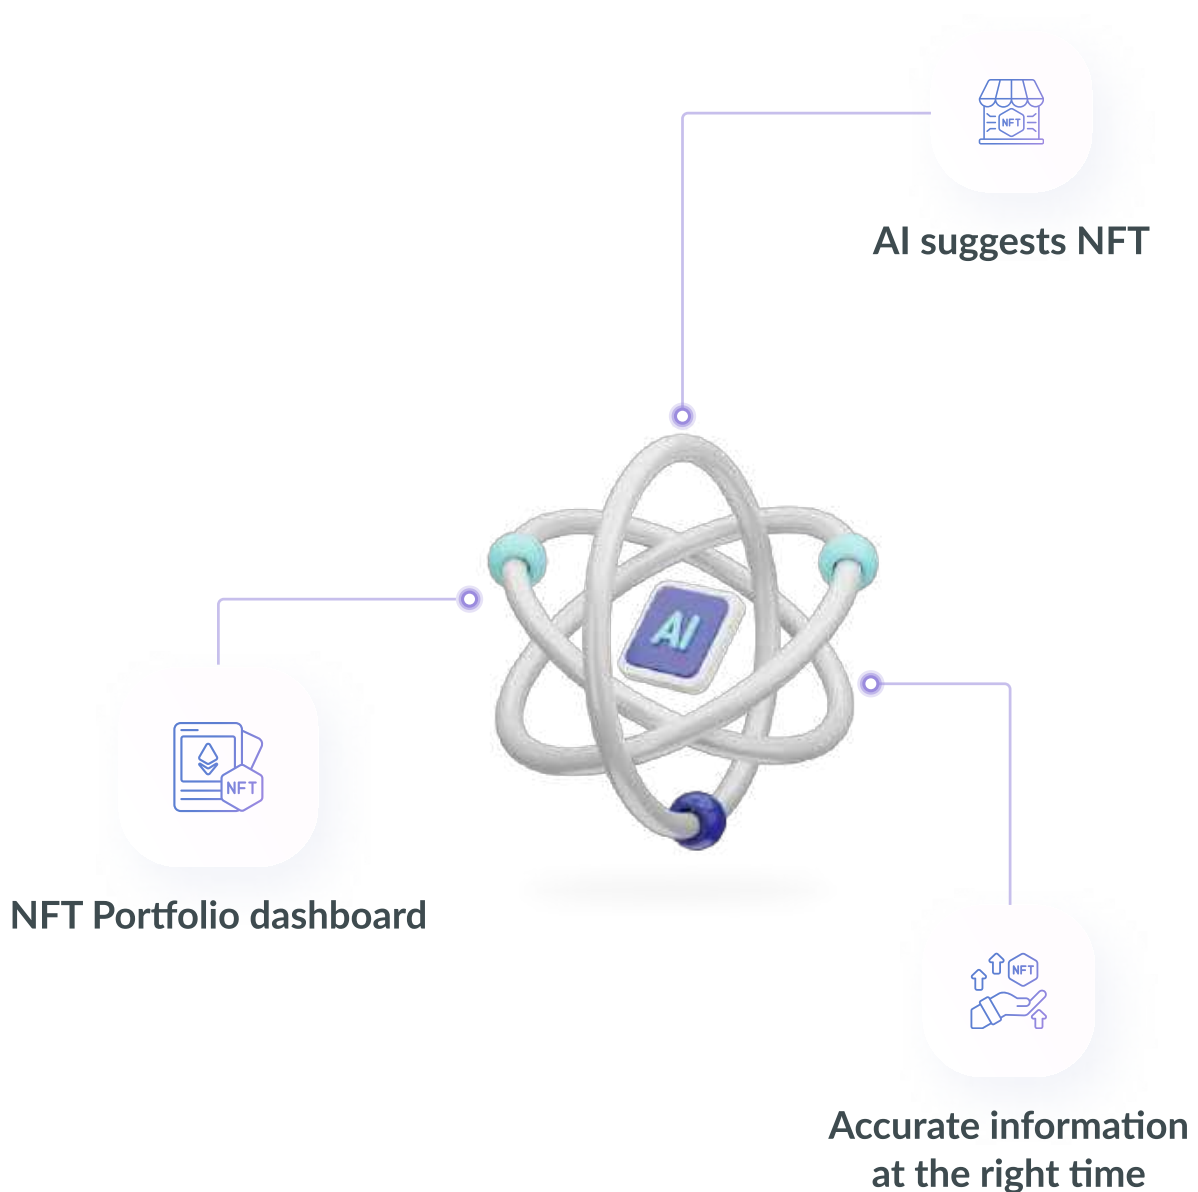 NFT
AI suggests NFT
AI
NFT
NFT Portfolio dashboard
NFT
Accurate information
at the right time